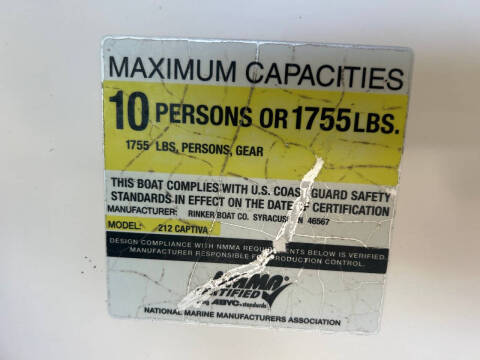 MAXIMUM CAPACITIES
10 PERSONS OR 1755 LBS.
1755 LBS, PERSONS, GEAR
THIS BOAT COMPLIES WITH U.S. COAST GUARD SAFETY
STANDARDS IN EFFECT ON THE DATE OF CERTIFICATION
MANUFACTURER: RINKER BOAT CO. SYRACUSE IN 46567
MODEL: 212 CAPTIVA
DESIGN COMPLIANCE WITH NMMA REQUIREMENTS BELOW IS VERIFIED.
MANUFACTURER RESPONSIBLE FOR PRODUCTION CONTROL.
NMMA
CERTIFIED
ABYC standards
NATIONAL MARINE MANUFACTURERS ASSOCIATION